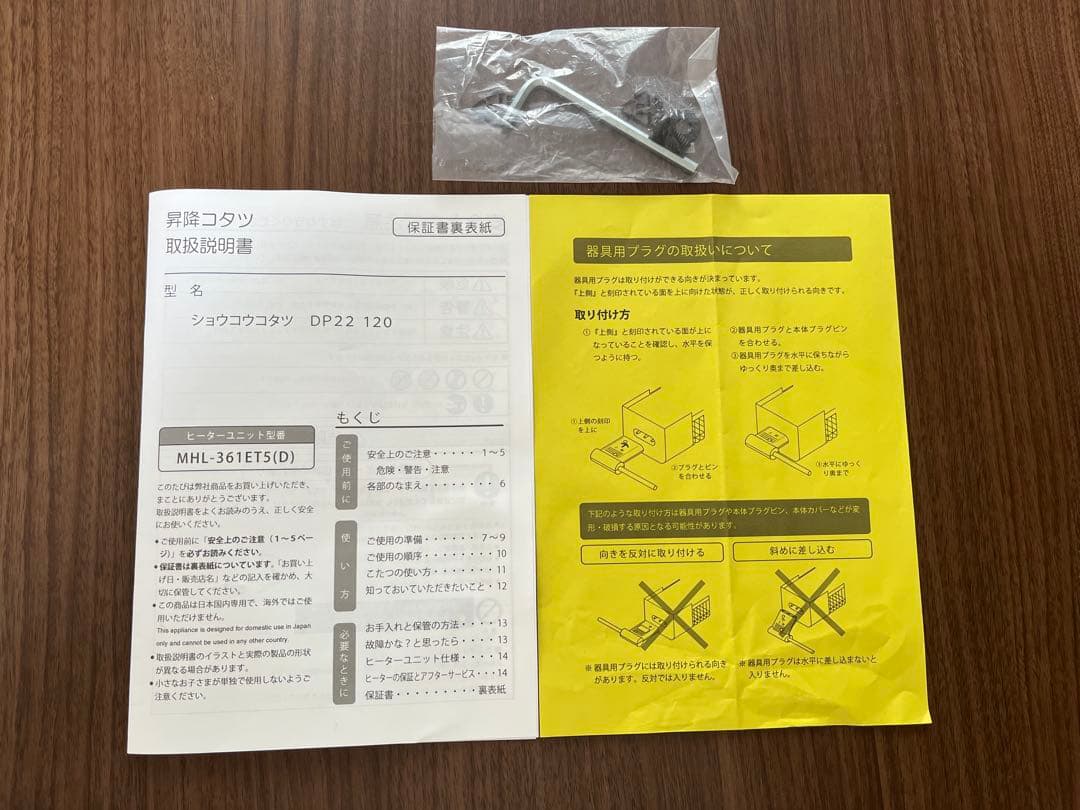 昇降コタツ
取扱説明書
保証書裏表紙
型 名
ショウコウコタツ DP22 120
ヒーターユニット型番
MHL-361ET5(D)
このたびは弊社商品をお買い上げいただき、
まことにありがとうございます。
取扱説明書をよくお読みのうえ、正しく安全
にお使いください。
●ご使用前に「安全上のご注意(1〜5ペー
ジ)」を必ずお読みください。
●保証書は裏表紙についています。「お買い上
げ日・販売店名」などの記入を確かめ、大
切に保管してください。
●この商品は日本国内専用で、海外ではご使
用いただけません。
This appliance is designed for domestic use in Japan
only and cannot be used in any other country.
●取扱説明書のイラストと実際の製品の形状
が異なる場合があります。
●小さなお子さまが単独で使用しないようご
注意ください。
もくじ
ご使用前に
安全上のご注意・・・・・ 1〜5
危険・警告・注意
各部のなまえ・・・・・・・・ 6
使い方
ご使用の準備・・・・・・ 7〜9
ご使用の順序・・・・・・・・10
こたつの使い方・・・・・・・11
知っておいていただきたいこと・12
必要なときに
お手入れと保管の方法・・・・13
故障かな?と思ったら・・・・13
ヒーターユニット仕様・・・・14
ヒーターの保証とアフターサービス・・・14
保証書・・・・・・・・・裏表紙
器具用プラグの取扱いについて
器具用プラグは取り付けができる向きが決まっています。
『上側』と刻印されている面を上に向けた状態が、正しく取り付けられる向きです。
取り付け方
①『上側』と刻印されている面が上に
なっていることを確認し、水平を保
つように持つ。
②器具用プラグと本体プラグピン
を合わせる。
③器具用プラグを水平に保ちながら
ゆっくり奥まで差し込む。
①上側の刻印
を上に
②プラグとピン
を合わせる
③水平にゆっく
り奥まで
下記のような取り付け方は器具用プラグや本体プラグピン、本体カバーなどが変
形・破損する原因となる可能性があります。
向きを反対に取り付ける
斜めに差し込む
※器具用プラグには取り付けられる向き
があります。反対では入りません。
※器具用プラグは水平に差し込まないと
入りません。